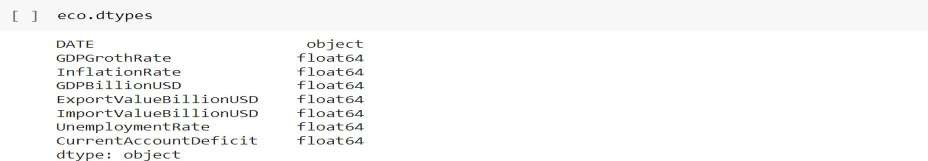 [ ] eco.dtypes
DATE object
GDPGrothRate float64
InflationRate float64
GDPBillionUSD float64
ExportValueBillionUSD float64
ImportValueBillionUSD float64
UnemploymentRate float64
CurrentAccountDeficit float64
dtype: object